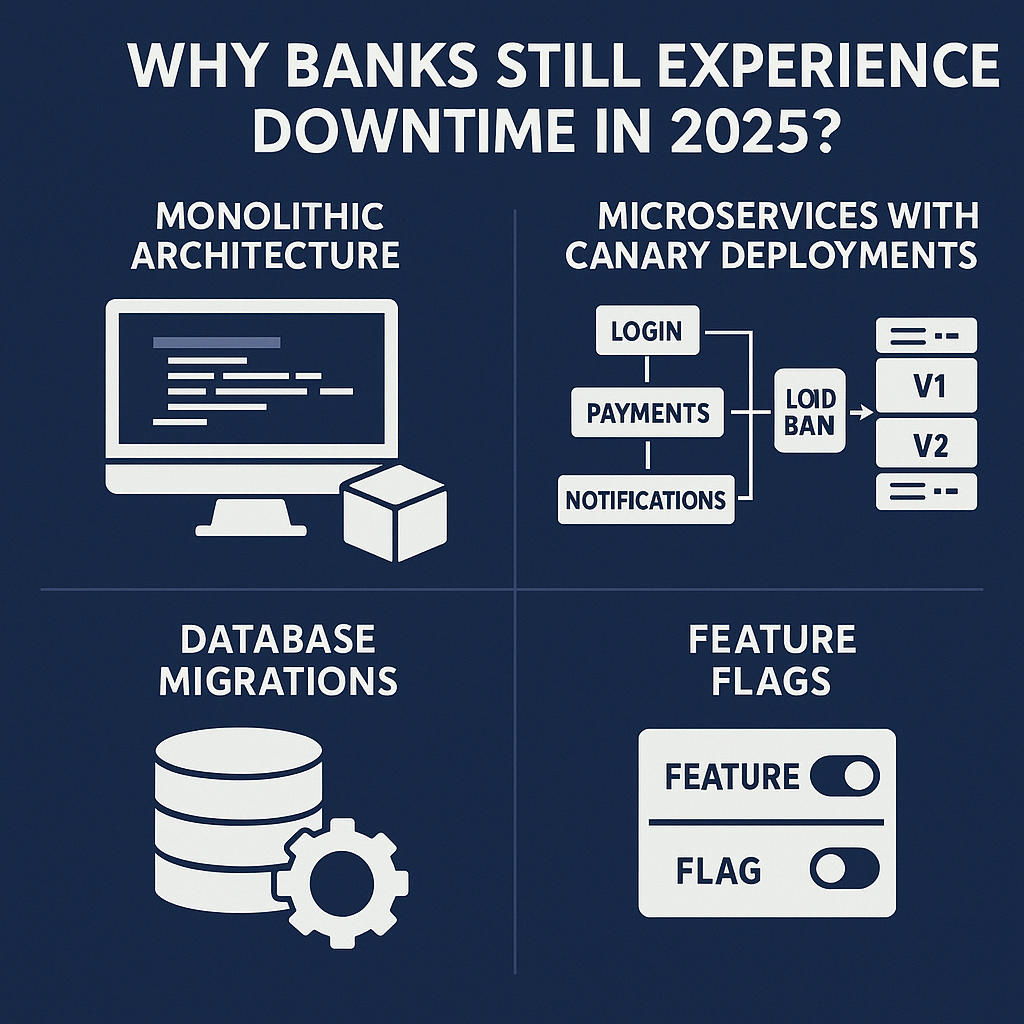 WHY BANKS STILL EXPERIENCE
DOWNTIME IN 2025?
MONOLITHIC
ARCHITECTURE
MICROSERVICES WITH
CANARY DEPLOYMENTS
LOGIN
PAYMENTS
NOTIFICATIONS
LOID
BAN
V1
V2
DATABASE
MIGRATIONS
FEATURE
FLAGS
FEATURE
FLAG